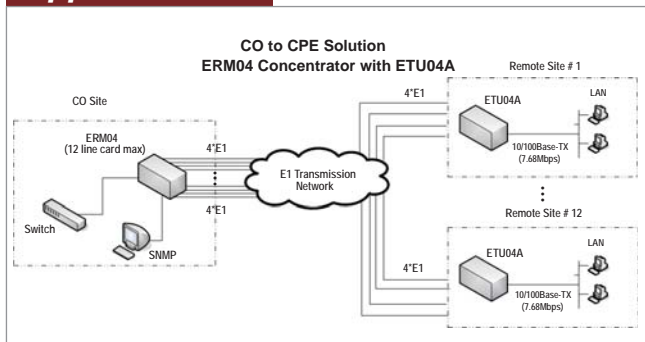 CO to CPE Solution
ERM04 Concentrator with ETU04A
CO Site
ERM04
(12 line card max)
4*E1
4*E1
Switch
SNMP
E1 Transmission
Network
Remote Site # 1
4*E1
ETU04A
LAN
10/100Base-TX
(7.68Mbps)
Remote Site # 12
4*E1
ETU04A
LAN
10/100Base-TX
(7.68Mbps)